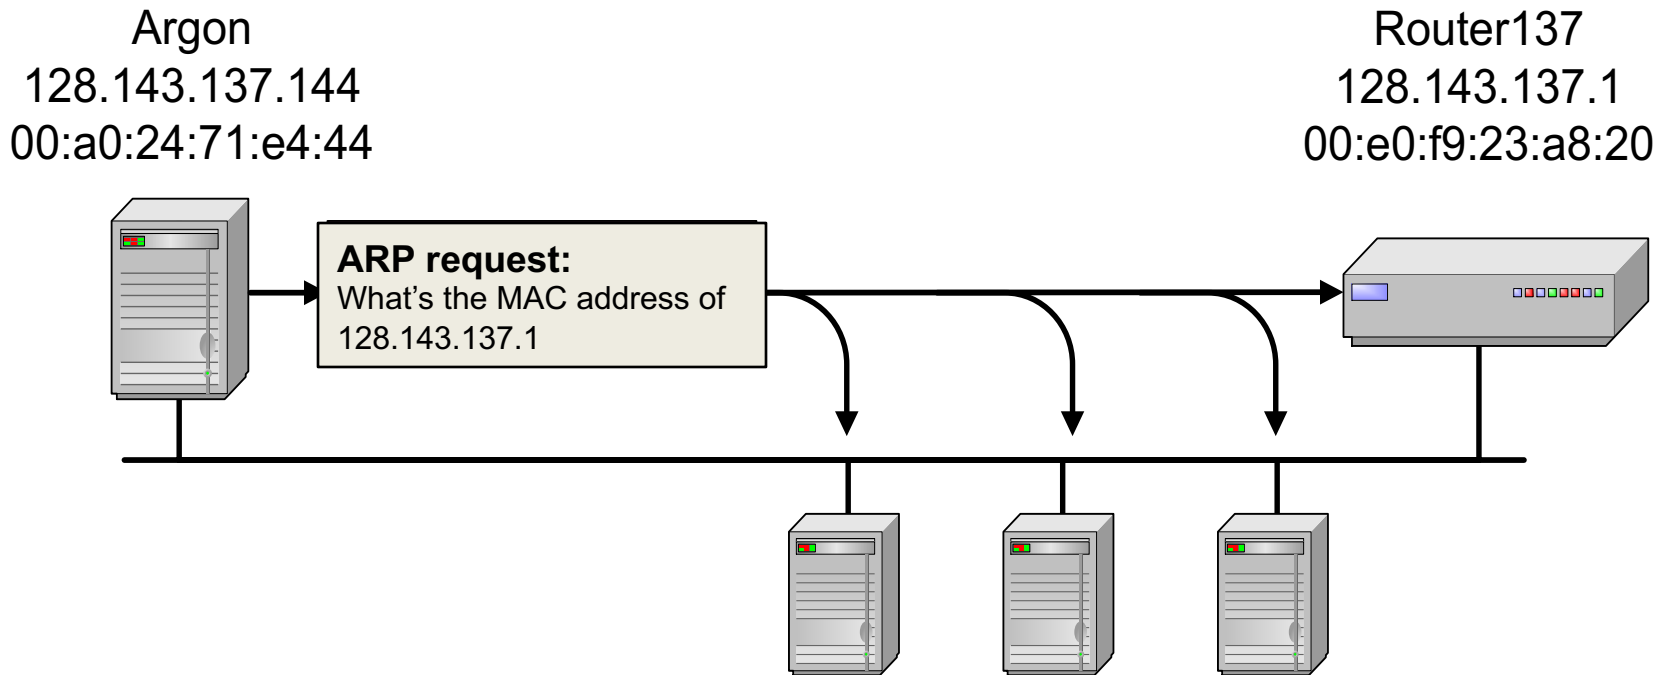 Argon
128.143.137.144
00:a0:24:71:e4:44
Router137
128.143.137.1
00:e0:f9:23:a8:20
ARP request:
What's the MAC address of
128.143.137.1